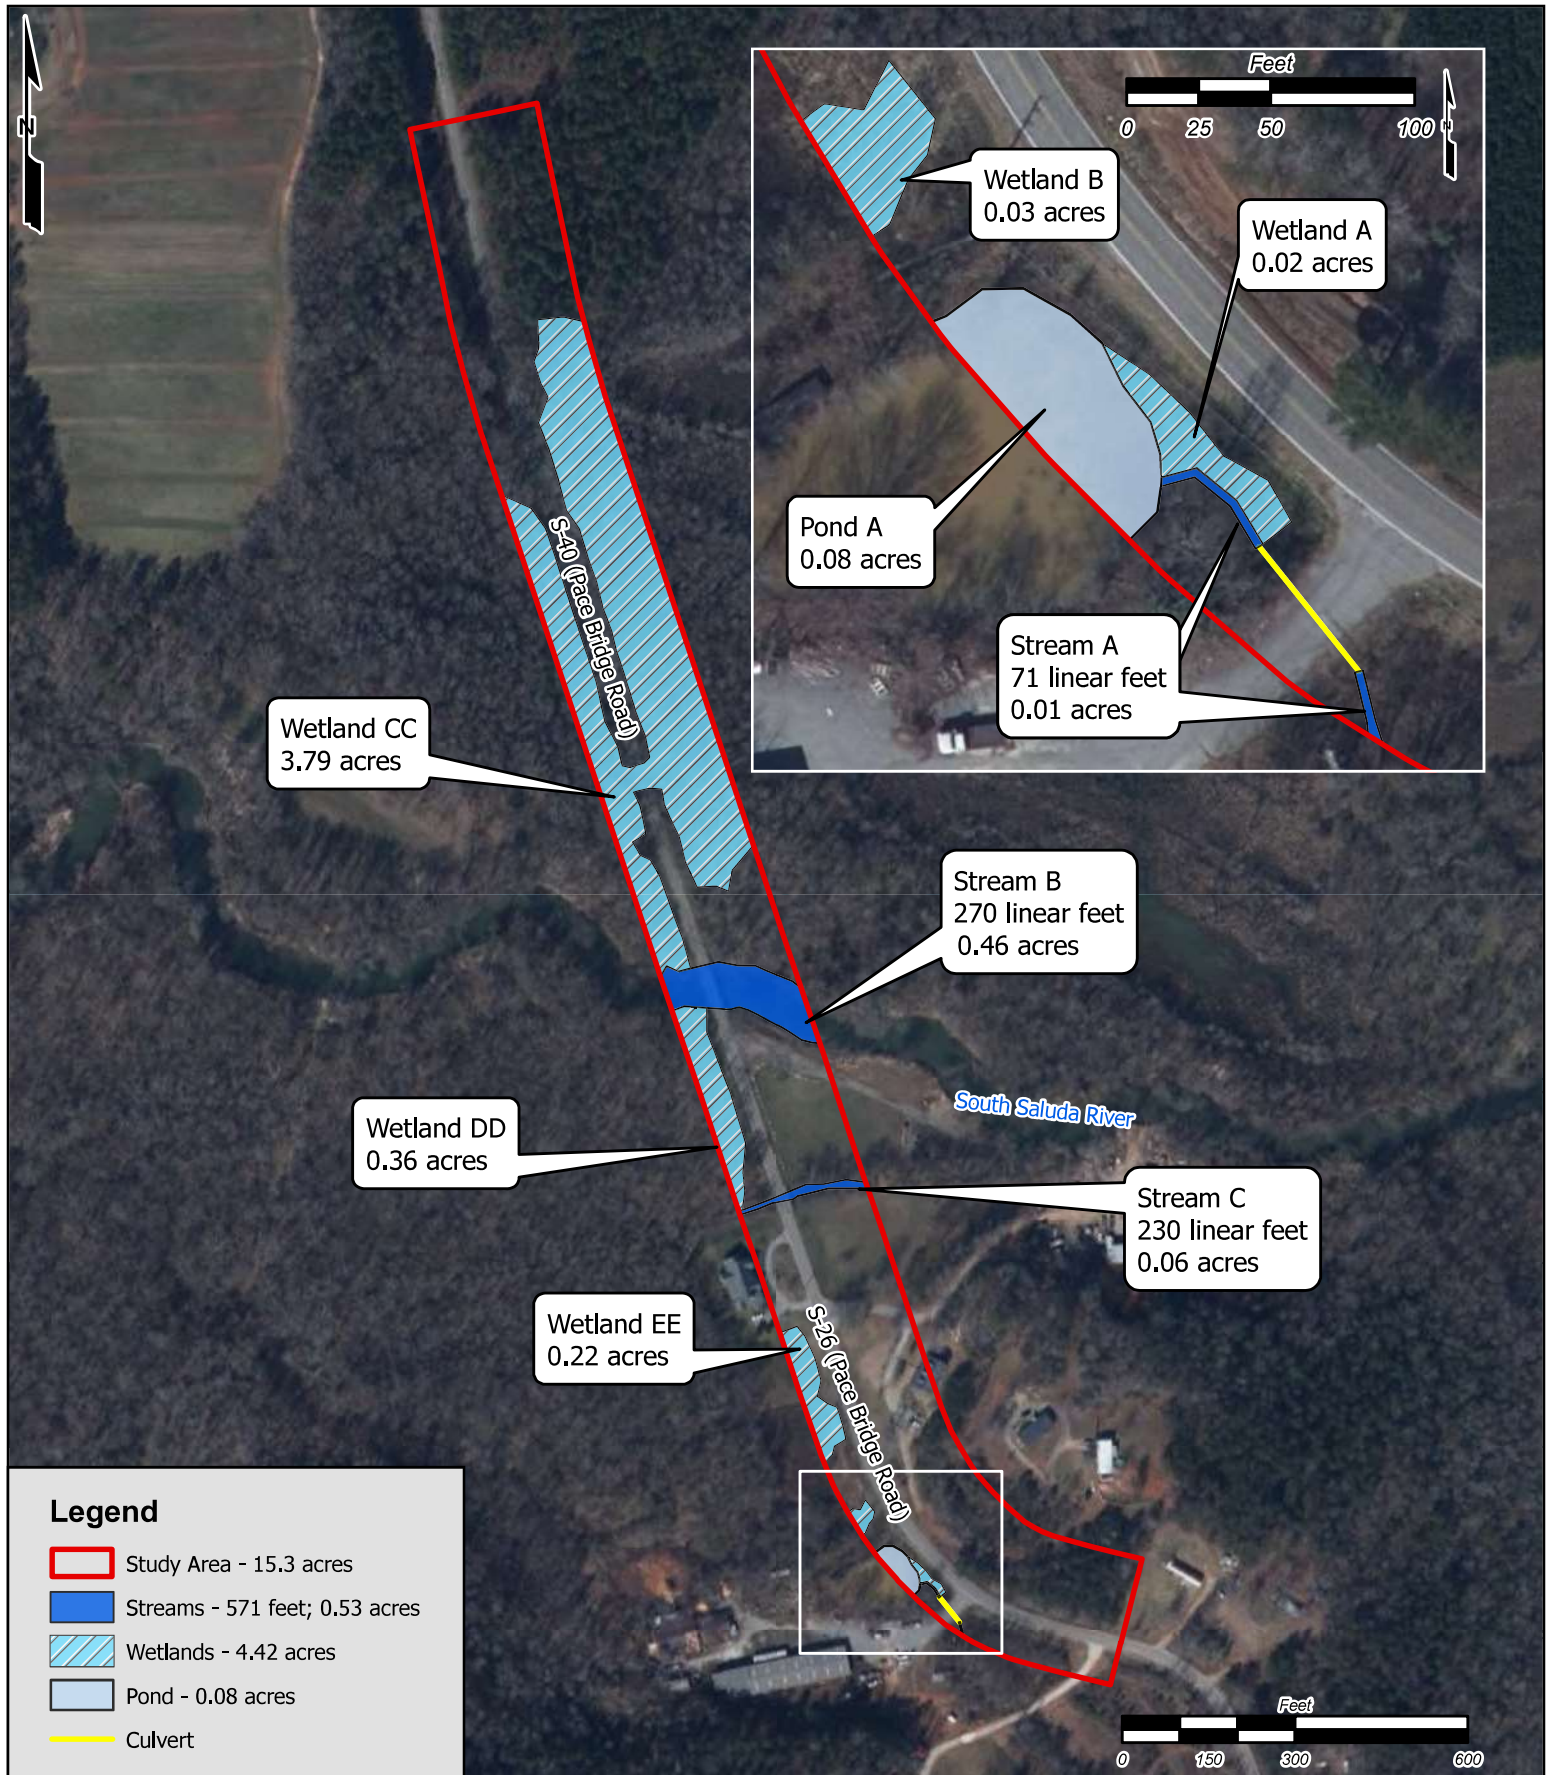 N
Feet
0 25 50 100
N
Wetland B
0.03 acres
Wetland A
0.02 acres
Pond A
0.08 acres
Stream A
71 linear feet
0.01 acres
S-40 (Pace Bridge Road)
Wetland CC
3.79 acres
Stream B
270 linear feet
0.46 acres
South Saluda River
Wetland DD
0.36 acres
Stream C
230 linear feet
0.06 acres
Wetland EE
0.22 acres
S-26 (Pace Bridge Road)
Legend
Study Area - 15.3 acres
Streams - 571 feet; 0.53 acres
Wetlands - 4.42 acres
Pond - 0.08 acres
Culvert
Feet
0 150 300 600